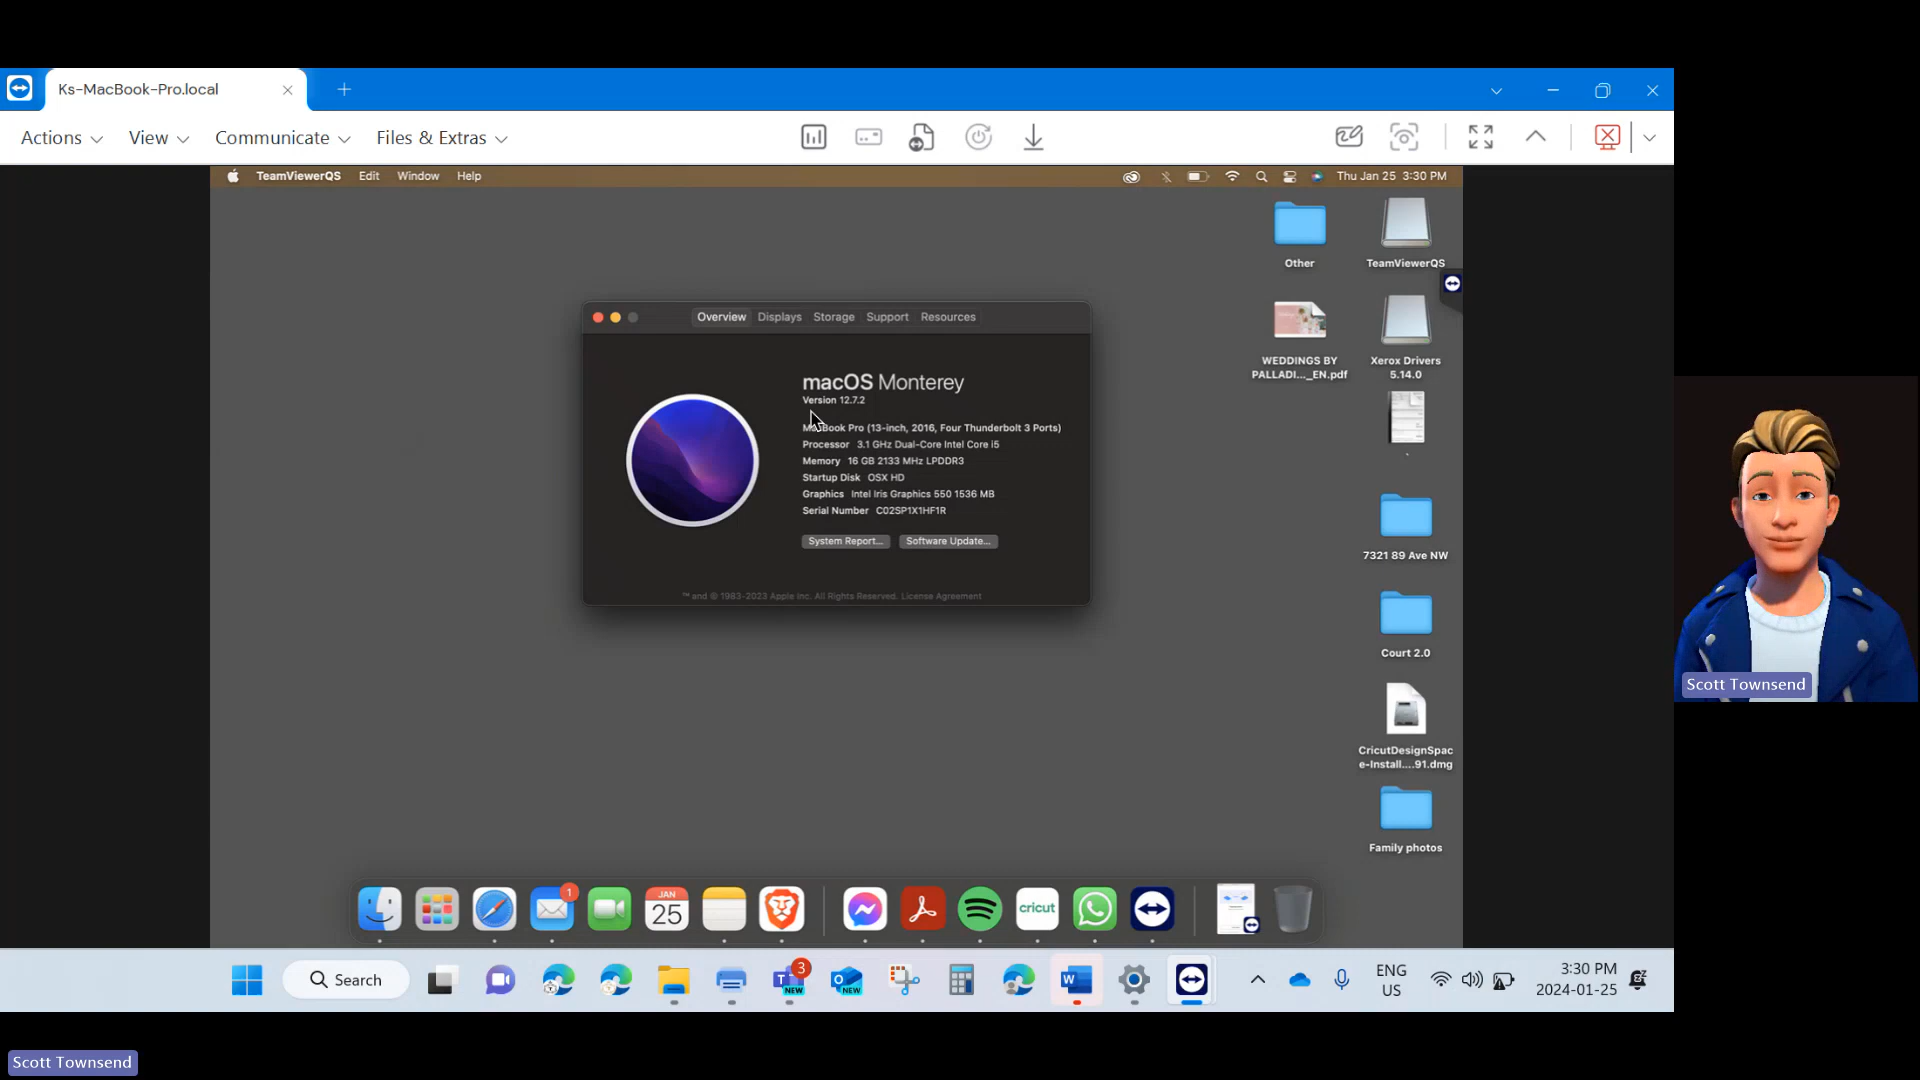 Ks-MacBook-Pro.local
Actions
View
Communicate
Files & Extras
TeamViewerQS
Edit
Window
Help
Thu Jan 25 3:30 PM
Other
TeamViewerQS
WEDDINGS BY
PALLADI..._EN.pdf
Xerox Drivers
5.14.0
Overview
Displays
Storage
Support
Resources
macOS Monterey
Version 12.7.2
MacBook Pro (13-inch, 2016, Four Thunderbolt 3 Ports)
Processor 3.1 GHz Dual-Core Intel Core i5
Memory 16 GB 2133 MHz LPDDR3
Startup Disk OSX HD
Graphics Intel Iris Graphics 550 1536 MB
Serial Number C02SP1X1HF1R
System Report...
Software Update...
™ and © 1983-2023 Apple Inc. All Rights Reserved. License Agreement
7321 89 Ave NW
Court 2.0
CricutDesignSpac
e-Install....91.dmg
Family photos
Scott Townsend
1
JAN
25
cricut
Search
3
NEW
NEW
W
ENG
US
3:30 PM
2024-01-25
Scott Townsend